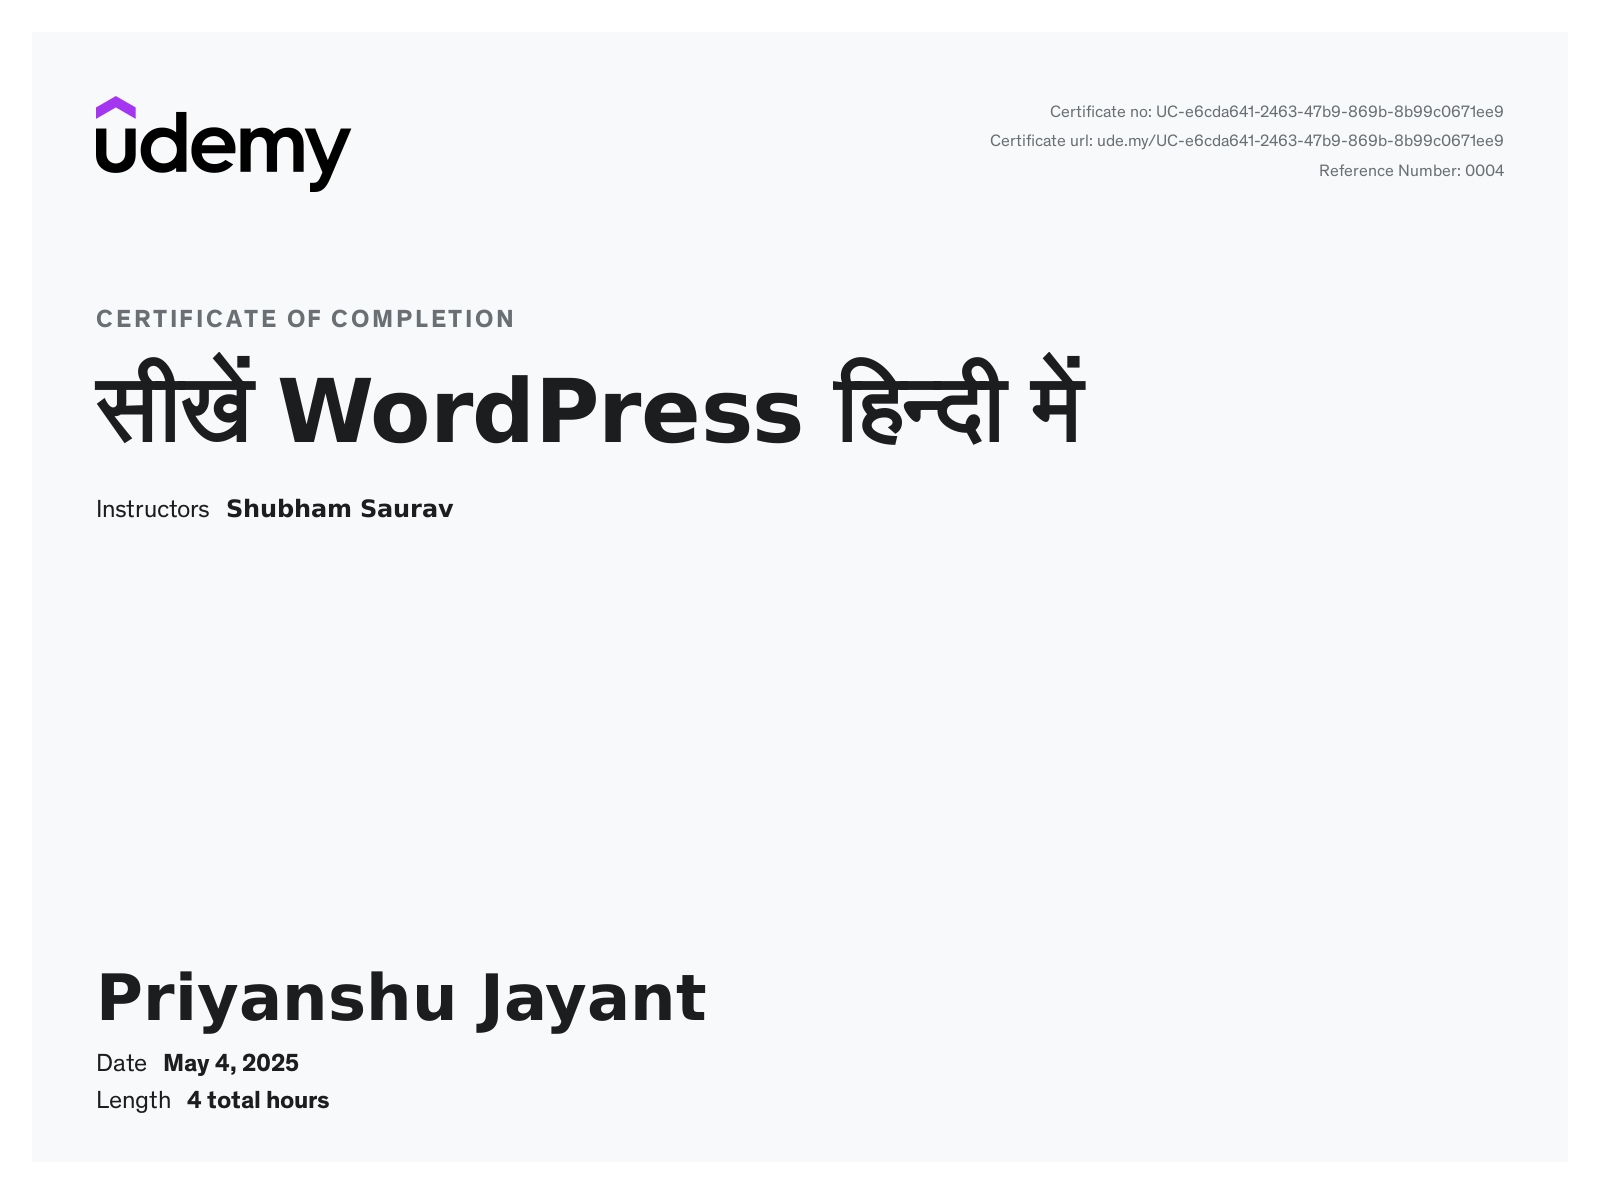 udemy
Certificate no: UC-e6cda641-2463-47b9-869b-8b99c0671ee9
Certificate url: ude.my/UC-e6cda641-2463-47b9-869b-8b99c0671ee9
Reference Number: 0004
CERTIFICATE OF COMPLETION
सीखें WordPress हिन्दी में
Instructors Shubham Saurav
Priyanshu Jayant
Date May 4, 2025
Length 4 total hours